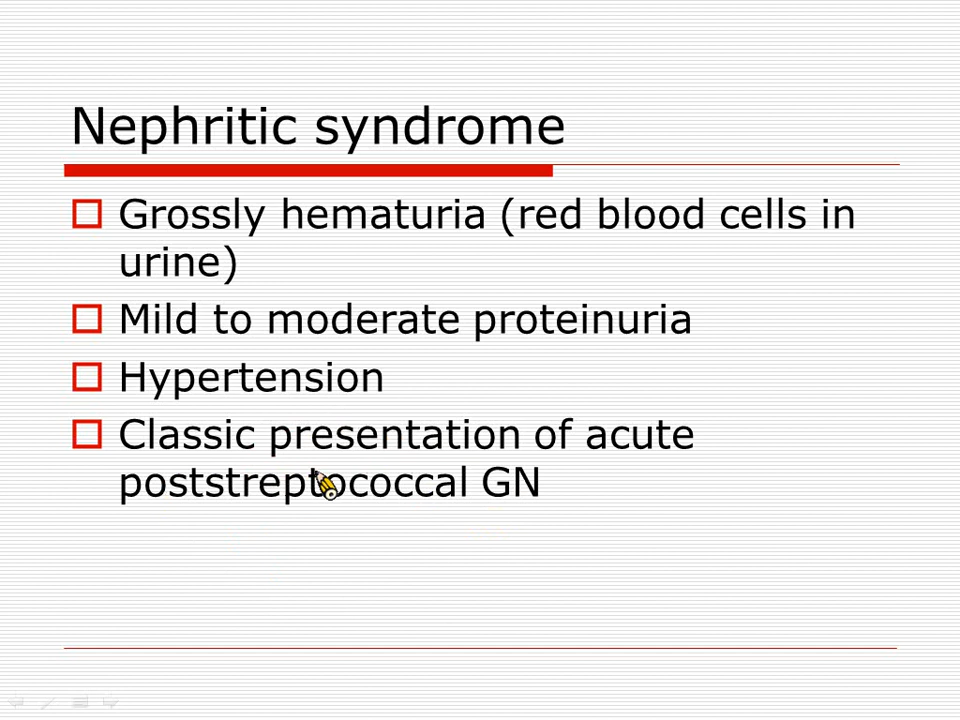 Nephritic syndrome
Grossly hematuria (red blood cells in
urine)
Mild to moderate proteinuria
Hypertension
Classic presentation of acute
poststreptococcal GN